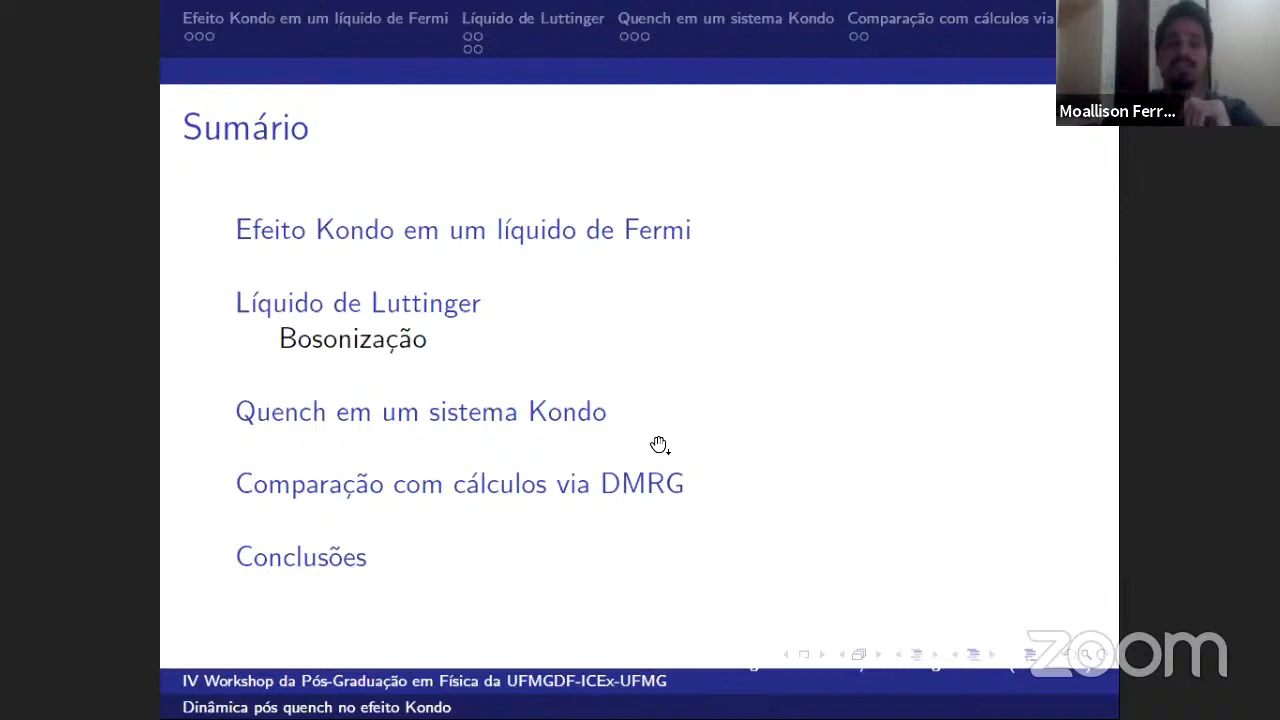 Efeito Kondo em um líquido de Fermi Líquido de Luttinger Quench em um sistema Kondo Comparação com cálculos via
Moallison Ferr...
Sumário
Efeito Kondo em um líquido de Fermi
Líquido de Luttinger
Bosonização
Quench em um sistema Kondo
Comparação com cálculos via DMRG
Conclusões
zoom
IV Workshop da Pós-Graduação em Física da UFMGDF-ICEx-UFMG
Dinâmica pós quench no efeito Kondo